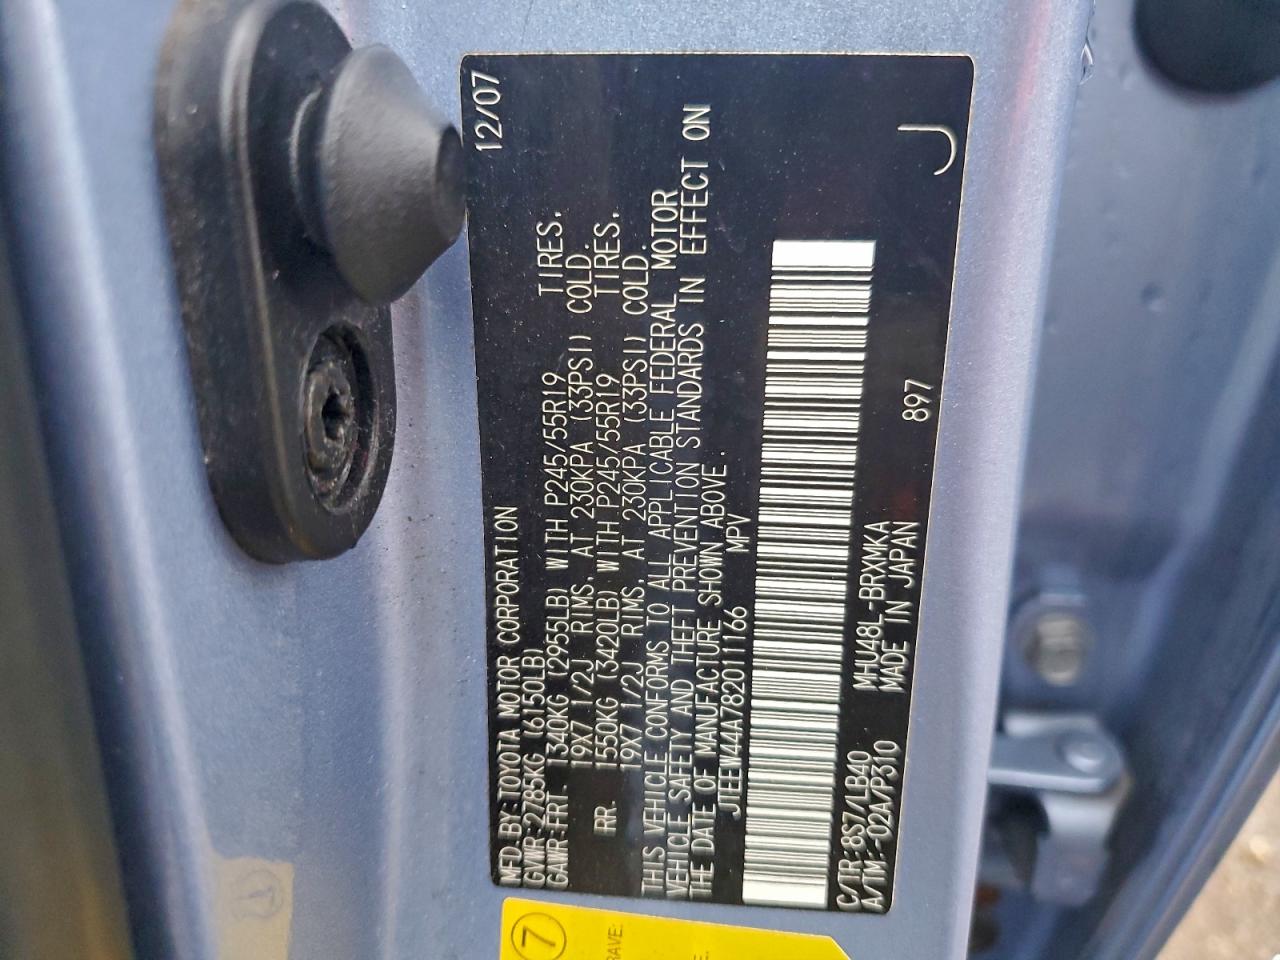 MFD.BY:TOYOTA MOTOR CORPORATION 12/07
GVWR:2785KG (6150LB)
GAWR:FRT. 1340KG (2955LB) WITH P245/55R19 TIRES,
19X7 1/2J RIMS, AT 230KPA (33PSI) COLD.
RR. 1550KG (3420LB) WITH P245/55R19 TIRES,
19X7 1/2J RIMS, AT 230KPA (33PSI) COLD.
THIS VEHICLE CONFORMS TO ALL APPLICABLE FEDERAL MOTOR
VEHICLE SAFETY AND THEFT PREVENTION STANDARDS IN EFFECT ON
THE DATE OF MANUFACTURE SHOWN ABOVE.
JTEEW44A782011166 MPV
C/TR:8S7/LB40 MHU48L-BRXMKA
A/TM:-02A/P310 MADE IN JAPAN 897 J
7